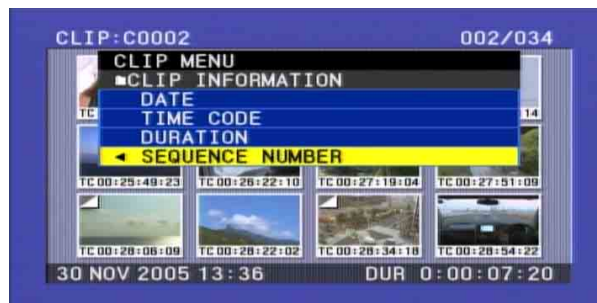 CLIP:C0002 002/034
CLIP MENU
CLIP INFORMATION
DATE
TIME CODE
DURATION
SEQUENCE NUMBER
TC 14
TC 00:25:49:23 TC 00:26:22:10 TC 00:27:19:04 TC 00:27:51:09
TC 00:28:06:09 TC 00:28:22:02 TC 00:28:34:18 TC 00:28:54:22
30 NOV 2005 13:36 DUR 0:00:07:20